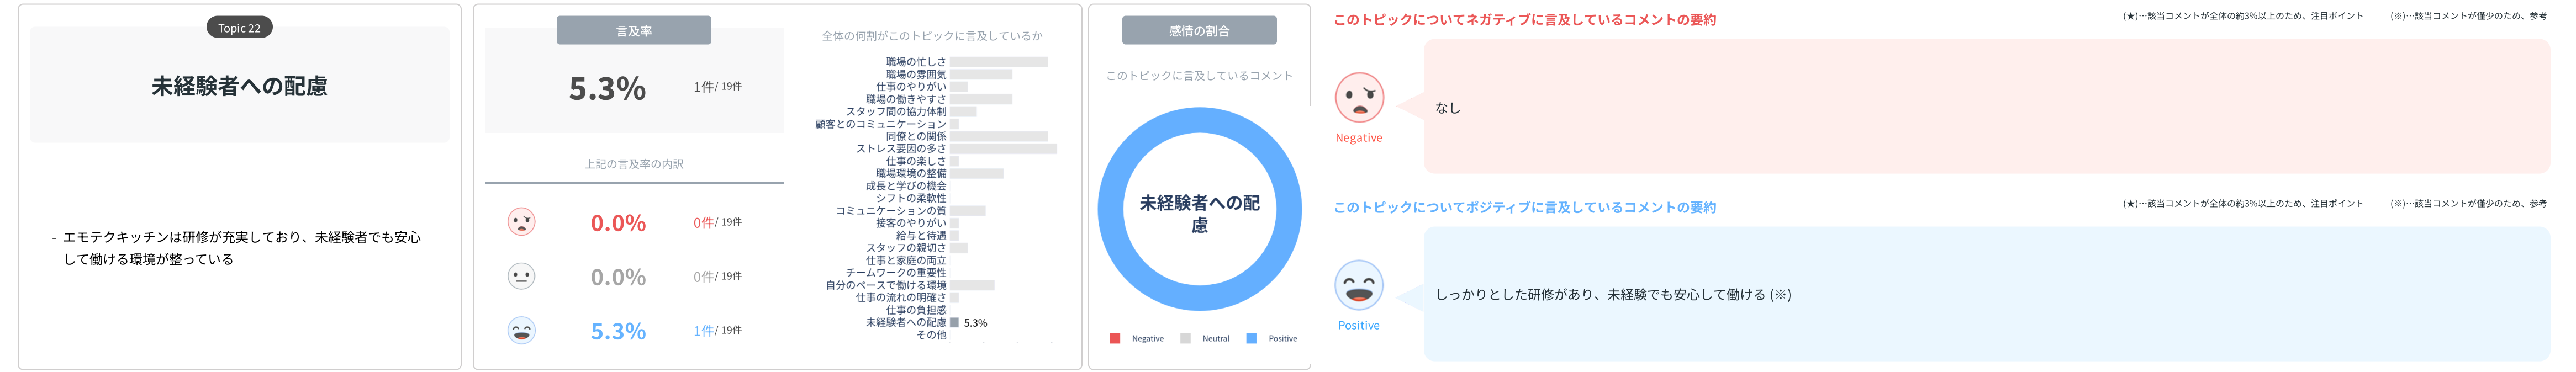 Topic 22
未経験者への配慮
- エモテクキッチンは研修が充実しており、未経験者でも安心
して働ける環境が整っている
言及率
5.3%
1件/ 19件
上記の言及率の内訳
0.0%
0件/ 19件
0.0%
0件/ 19件
5.3%
1件/ 19件
全体の何割がこのトピックに言及しているか
職場の忙しさ
職場の雰囲気
仕事のやりがい
職場の働きやすさ
スタッフ間の協力体制
顧客とのコミュニケーション
同僚との関係
ストレス要因の多さ
仕事の楽しさ
職場環境の整備
成長と学びの機会
シフトの柔軟性
コミュニケーションの質
接客のやりがい
給与と待遇
スタッフの親切さ
仕事と家庭の両立
チームワークの重要性
自分のペースで働ける環境
仕事の流れの明確さ
仕事の負担感
未経験者への配慮 5.3%
その他
感情の割合
このトピックに言及しているコメント
未経験者への配
慮
Negative Neutral Positive
このトピックについてネガティブに言及しているコメントの要約
(★)…該当コメントが全体の約3%以上のため、注目ポイント (※)…該当コメントが僅少のため、参考
Negative
なし
このトピックについてポジティブに言及しているコメントの要約
(★)…該当コメントが全体の約3%以上のため、注目ポイント (※)…該当コメントが僅少のため、参考
Positive
しっかりとした研修があり、未経験でも安心して働ける (※)